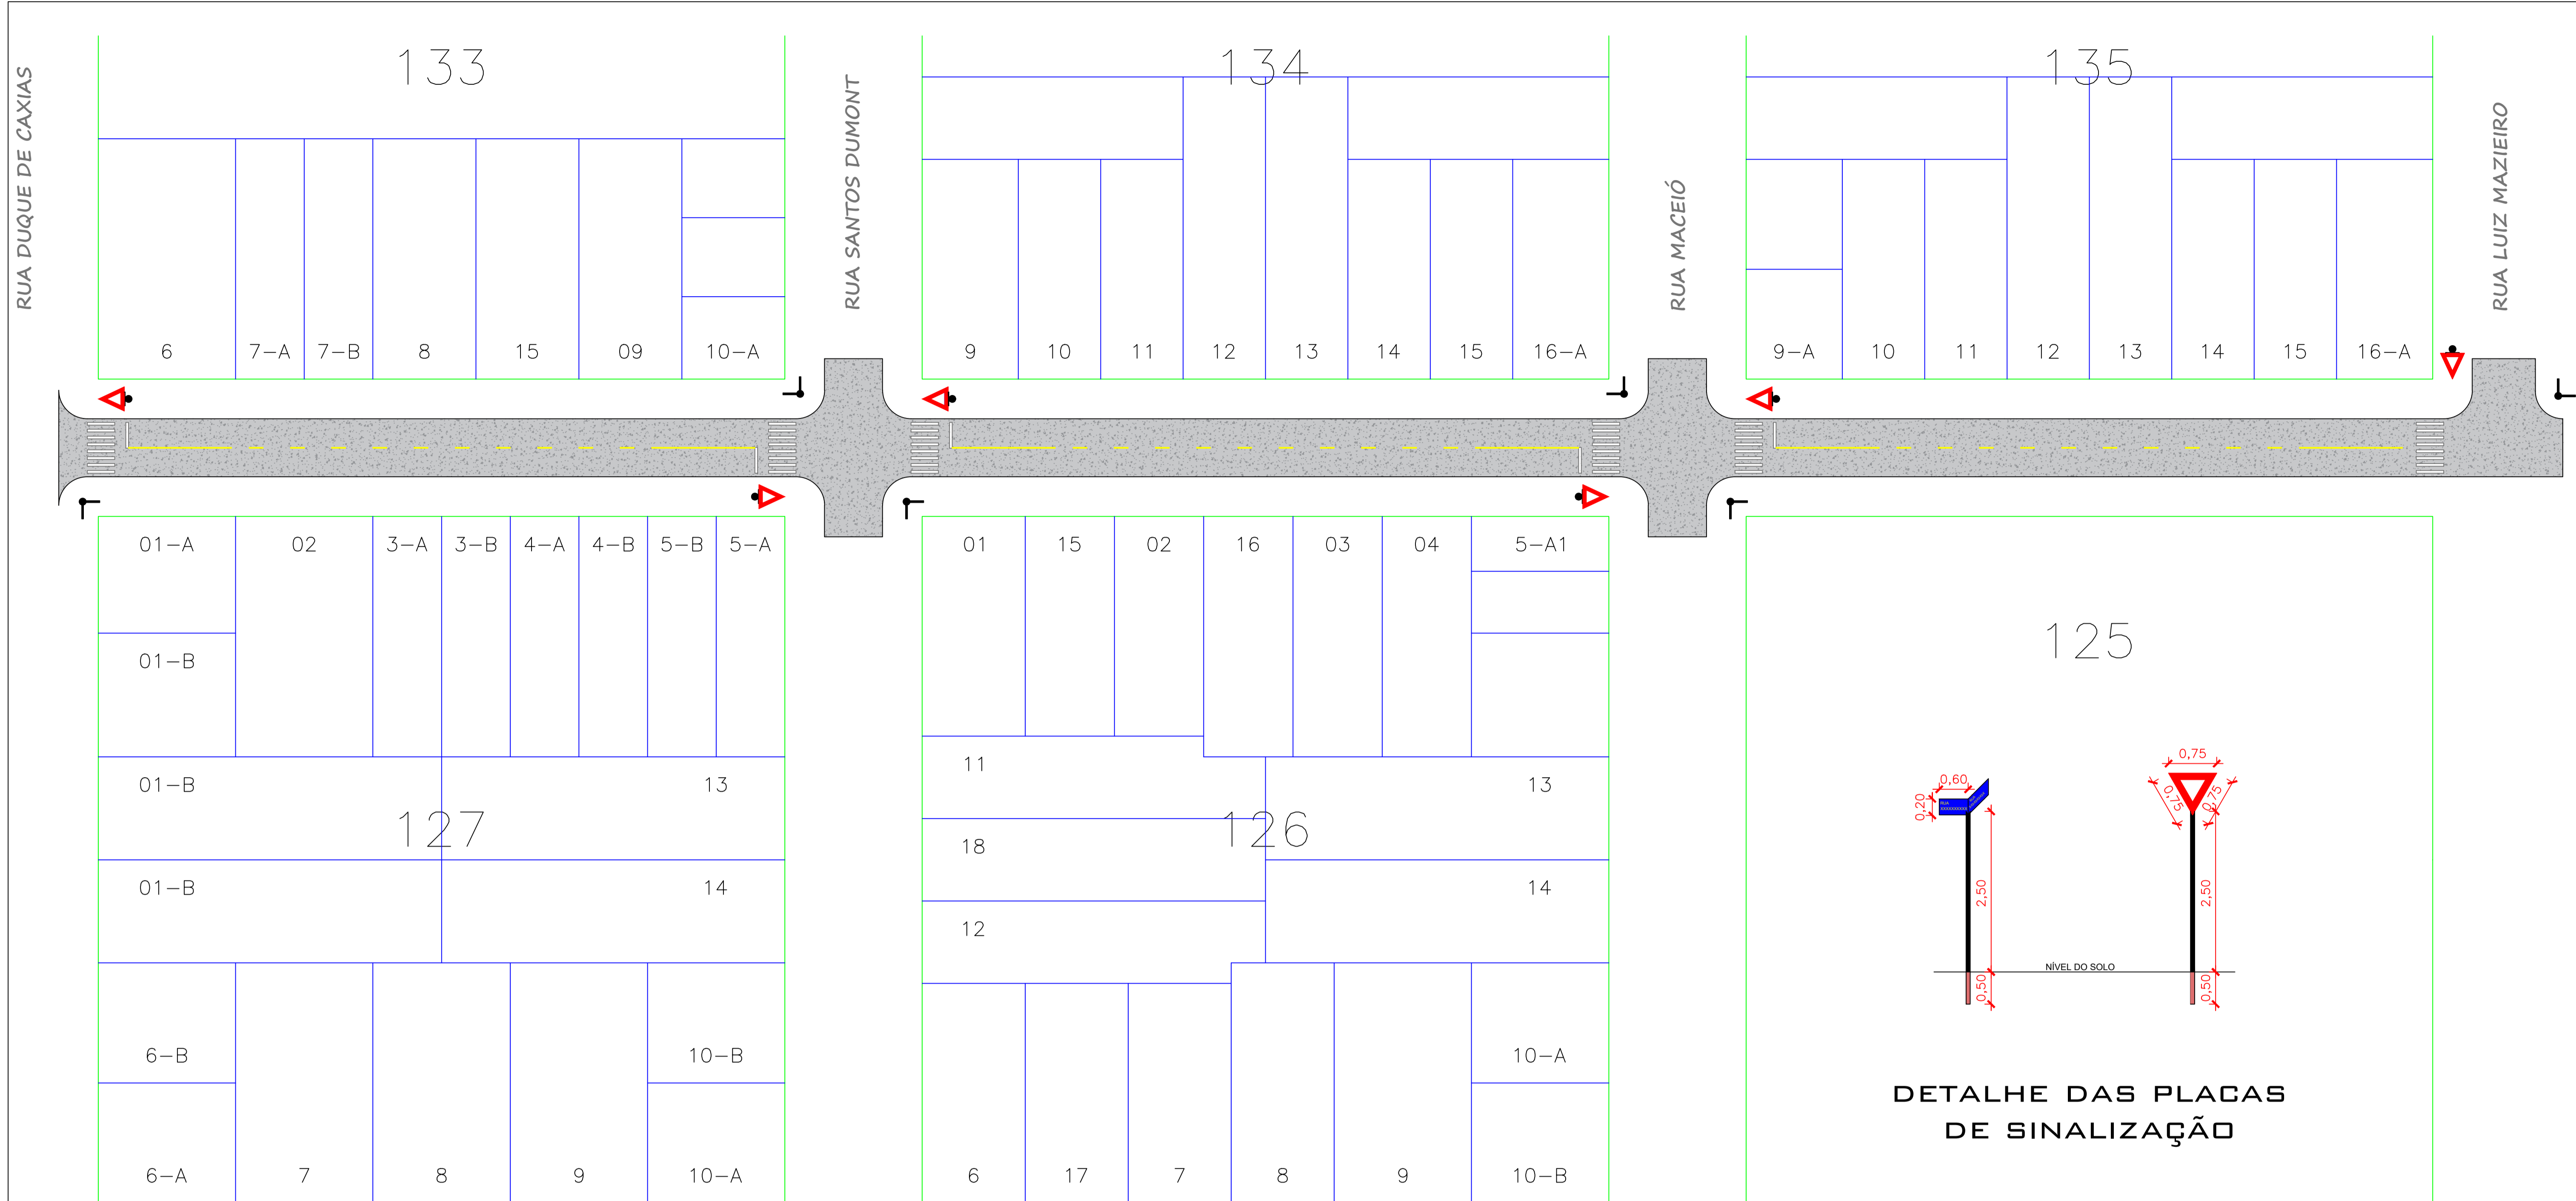 133
134
135
RUA DUQUE DE CAXIAS
RUA SANTOS DUMONT
RUA MACEIÓ
RUA LUIZ MAZIEIRO
6 7-A 7-B 8 15 09 10-A
9 10 11 12 13 14 15 16-A
9-A 10 11 12 13 14 15 16-A
01-A 02 3-A 3-B 4-A 4-B 5-B 5-A
01 15 02 16 03 04 5-A1
01-B
01-B 13
127
01-B 14
6-B 10-B
6-A 7 8 9 10-A
11 13
126
18
14
12
10-A
6 17 7 8 9 10-B
125
0,60
0,20
RUA
XXXXXXXXXX
2,50
0,50
0,75
0,75
0,75
2,50
0,50
NÍVEL DO SOLO
DETALHE DAS PLACAS
DE SINALIZAÇÃO